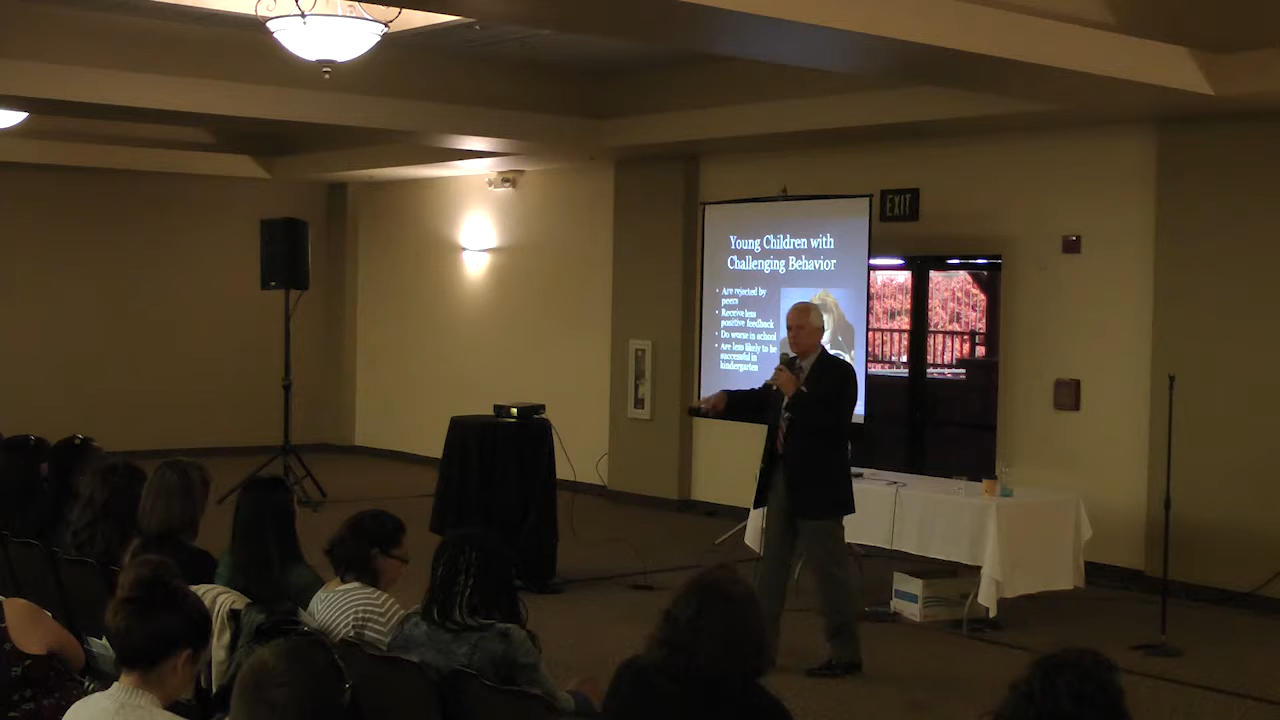 EXIT
Young Children with
Challenging Behavior
• Are rejected by
peers
• Receive less
positive feedback
• Do worse in school
• Are less likely to be
successful in
kindergarten